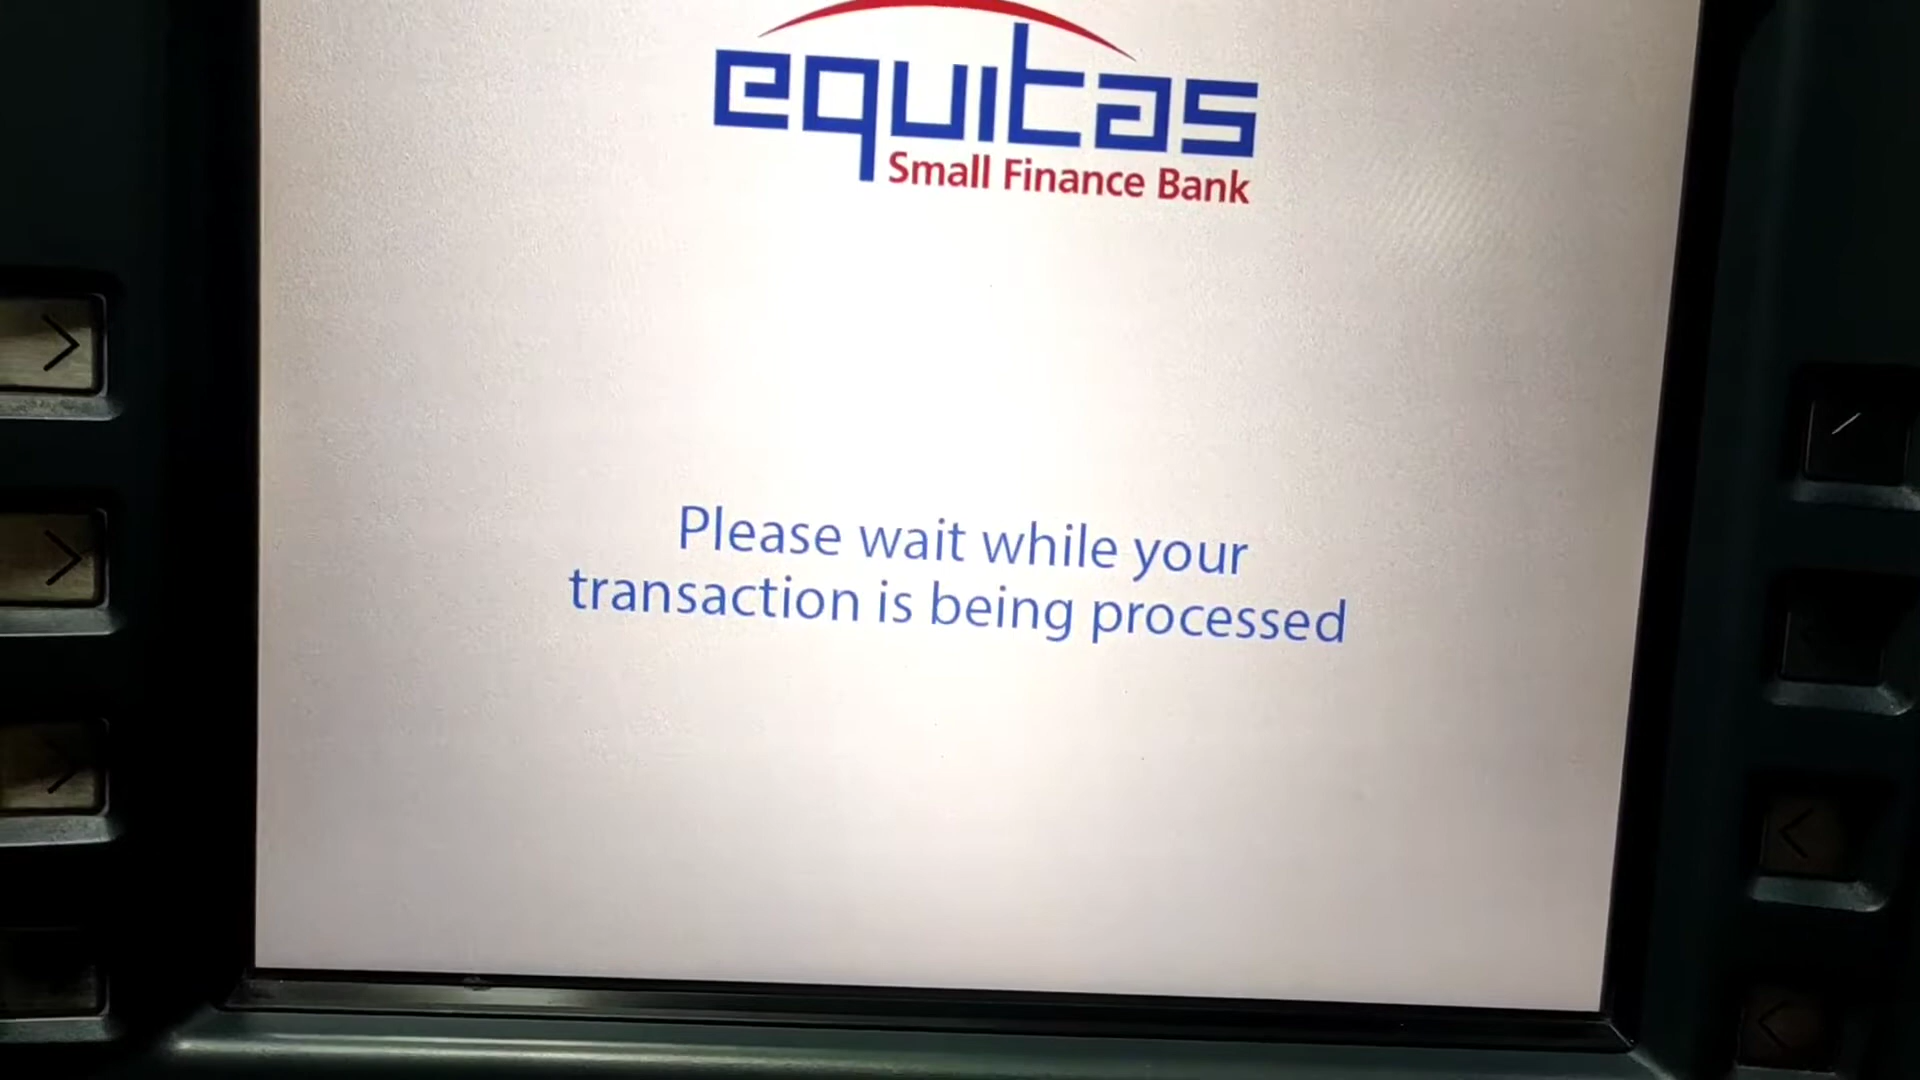 equitas
Small Finance Bank
Please wait while your
transaction is being processed